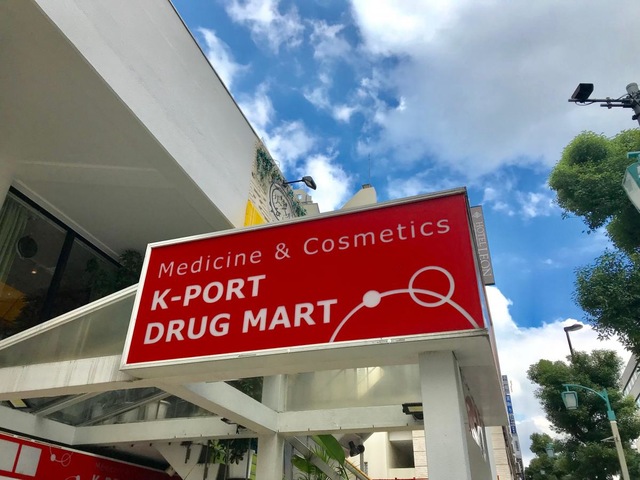 Medicine & Cosmetics
K-PORT
DRUG MART